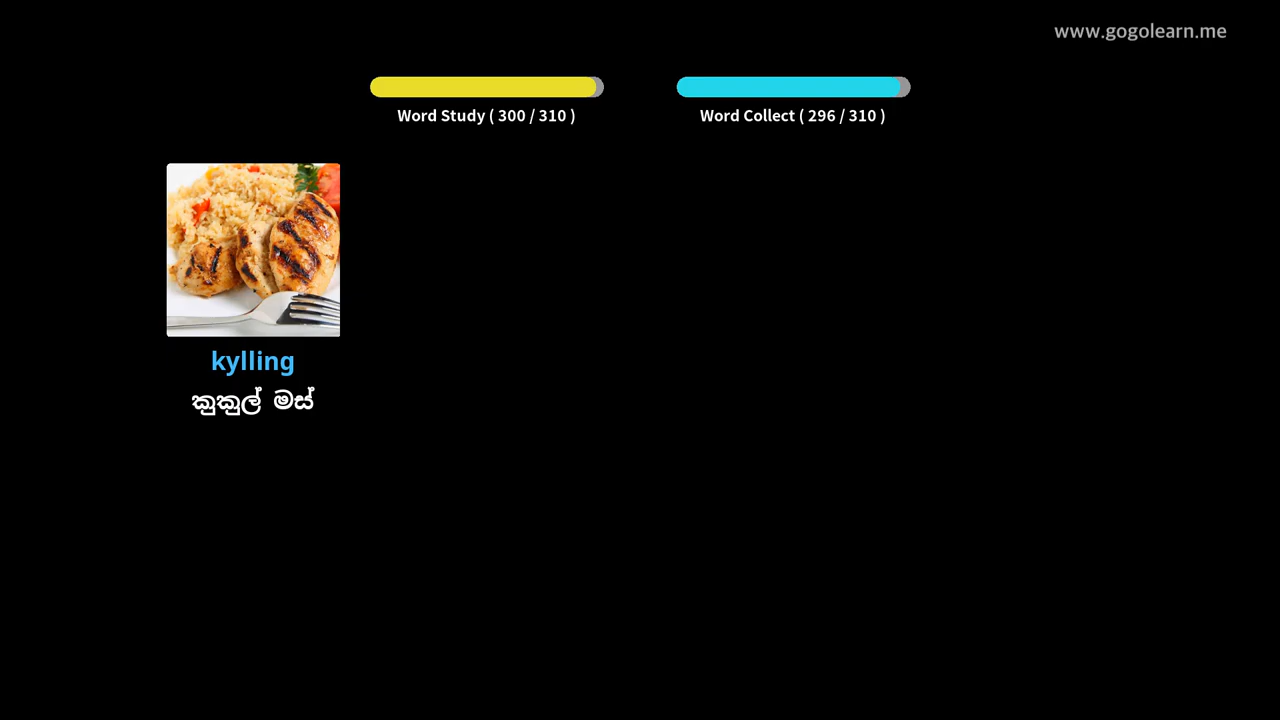 www.gogolearn.me
Word Study ( 300 / 310 )
Word Collect ( 296 / 310 )
kylling
කුකුල් මස්